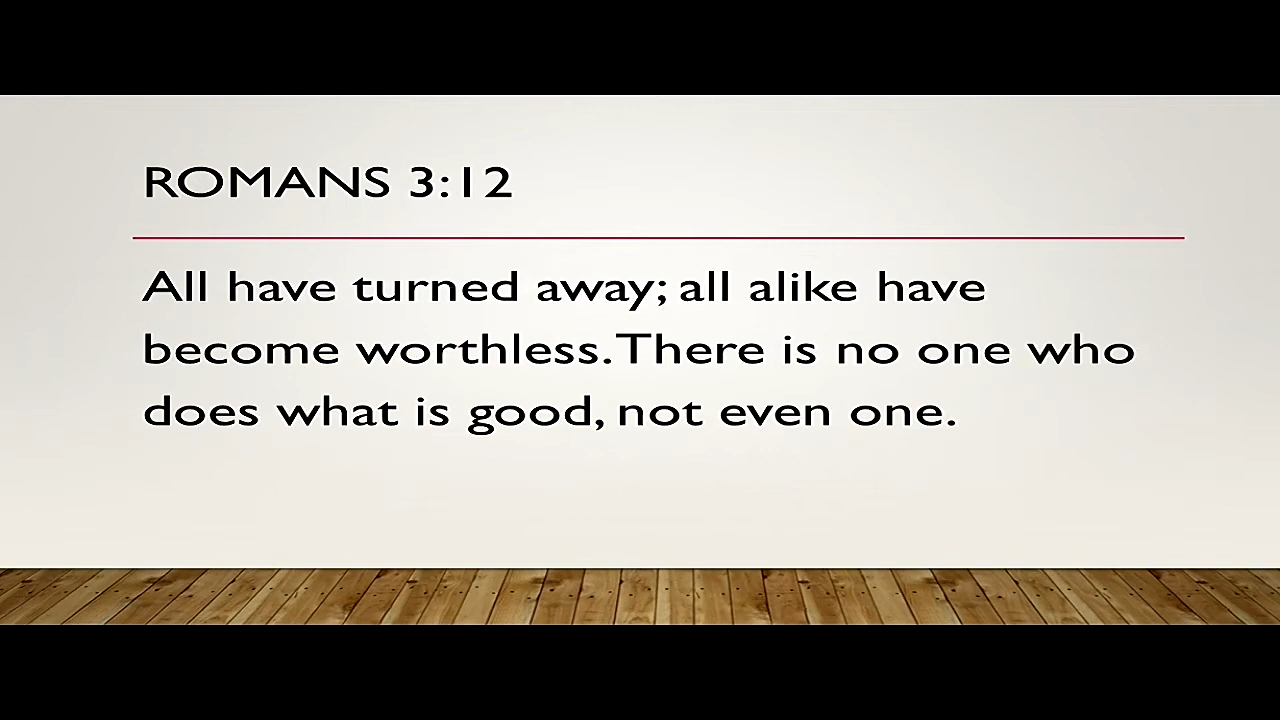 ROMANS 3:12
All have turned away; all alike have
become worthless. There is no one who
does what is good, not even one.